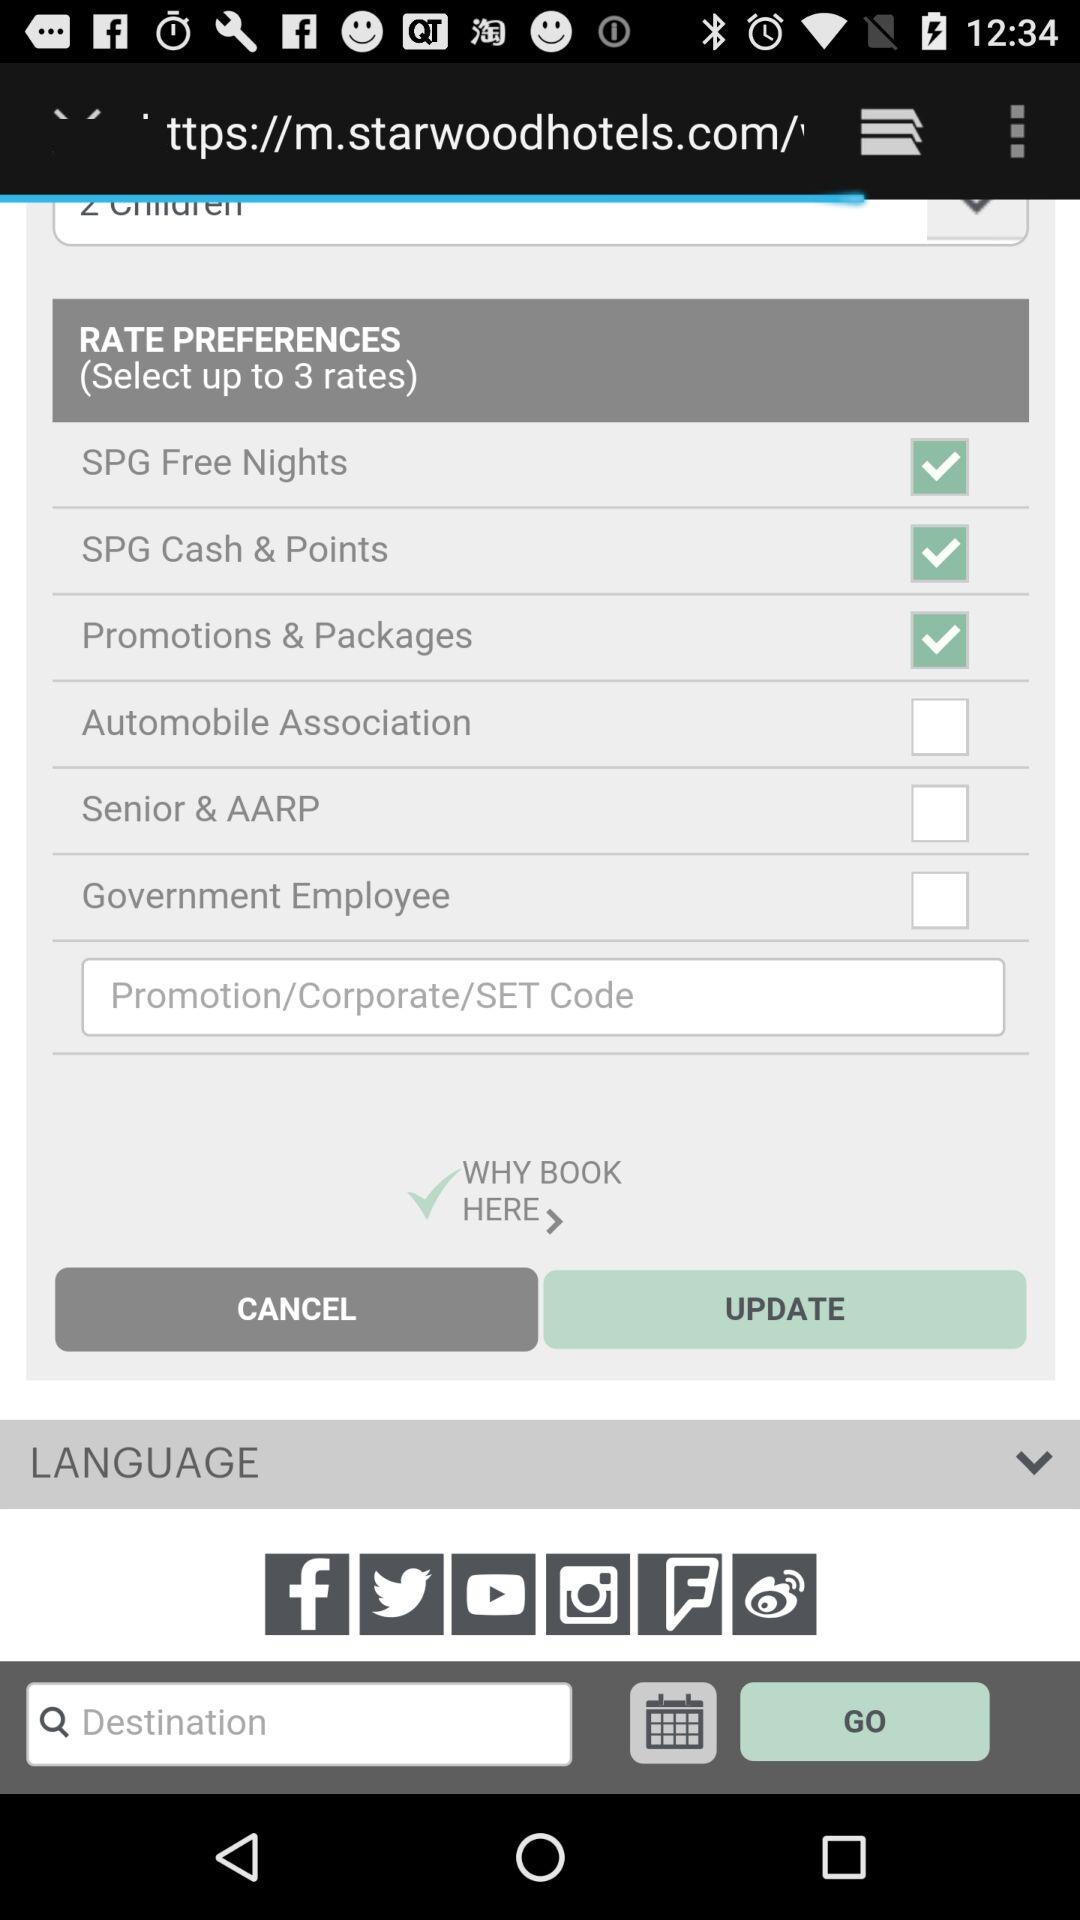 QT 淘 12:34
ttps://m.starwoodhotels.com/
2 Children
RATE PREFERENCES
(Select up to 3 rates)
SPG Free Nights
SPG Cash & Points
Promotions & Packages
Automobile Association
Senior & AARP
Government Employee
Promotion/Corporate/SET Code
WHY BOOK
HERE
CANCEL
UPDATE
LANGUAGE
Destination
GO